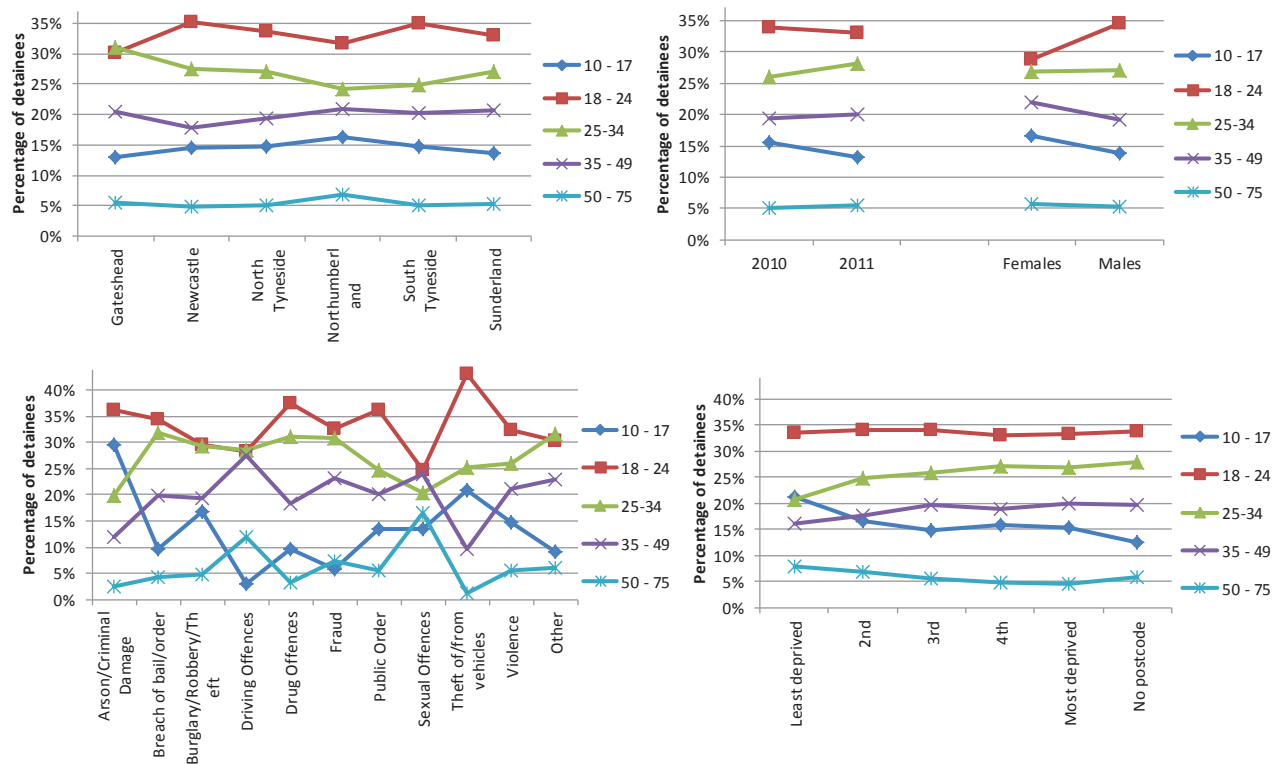 Percentage of detainees
35%
30%
25%
20%
15%
10%
5%
0%
Gateshead
Newcastle
North
Tyneside
Northumberl
and
South
Tyneside
Sunderland
10 - 17
18 - 24
25-34
35 - 49
50 - 75
Percentage of detainees
35%
30%
25%
20%
15%
10%
5%
0%
2010
2011
Females
Males
10 - 17
18 - 24
25-34
35 - 49
50 - 75
Percentage of detainees
40%
35%
30%
25%
20%
15%
10%
5%
0%
Arson/Criminal
Damage
Breach of bail/order
Burglary/Robbery/Th
eft
Driving Offences
Drug Offences
Fraud
Public Order
Sexual Offences
Theft of/from
vehicles
Violence
Other
10 - 17
18 - 24
25-34
35 - 49
50 - 75
Percentage of detainees
40%
35%
30%
25%
20%
15%
10%
5%
0%
Least deprived
2nd
3rd
4th
Most deprived
No postcode
10 - 17
18 - 24
25-34
35 - 49
50 - 75